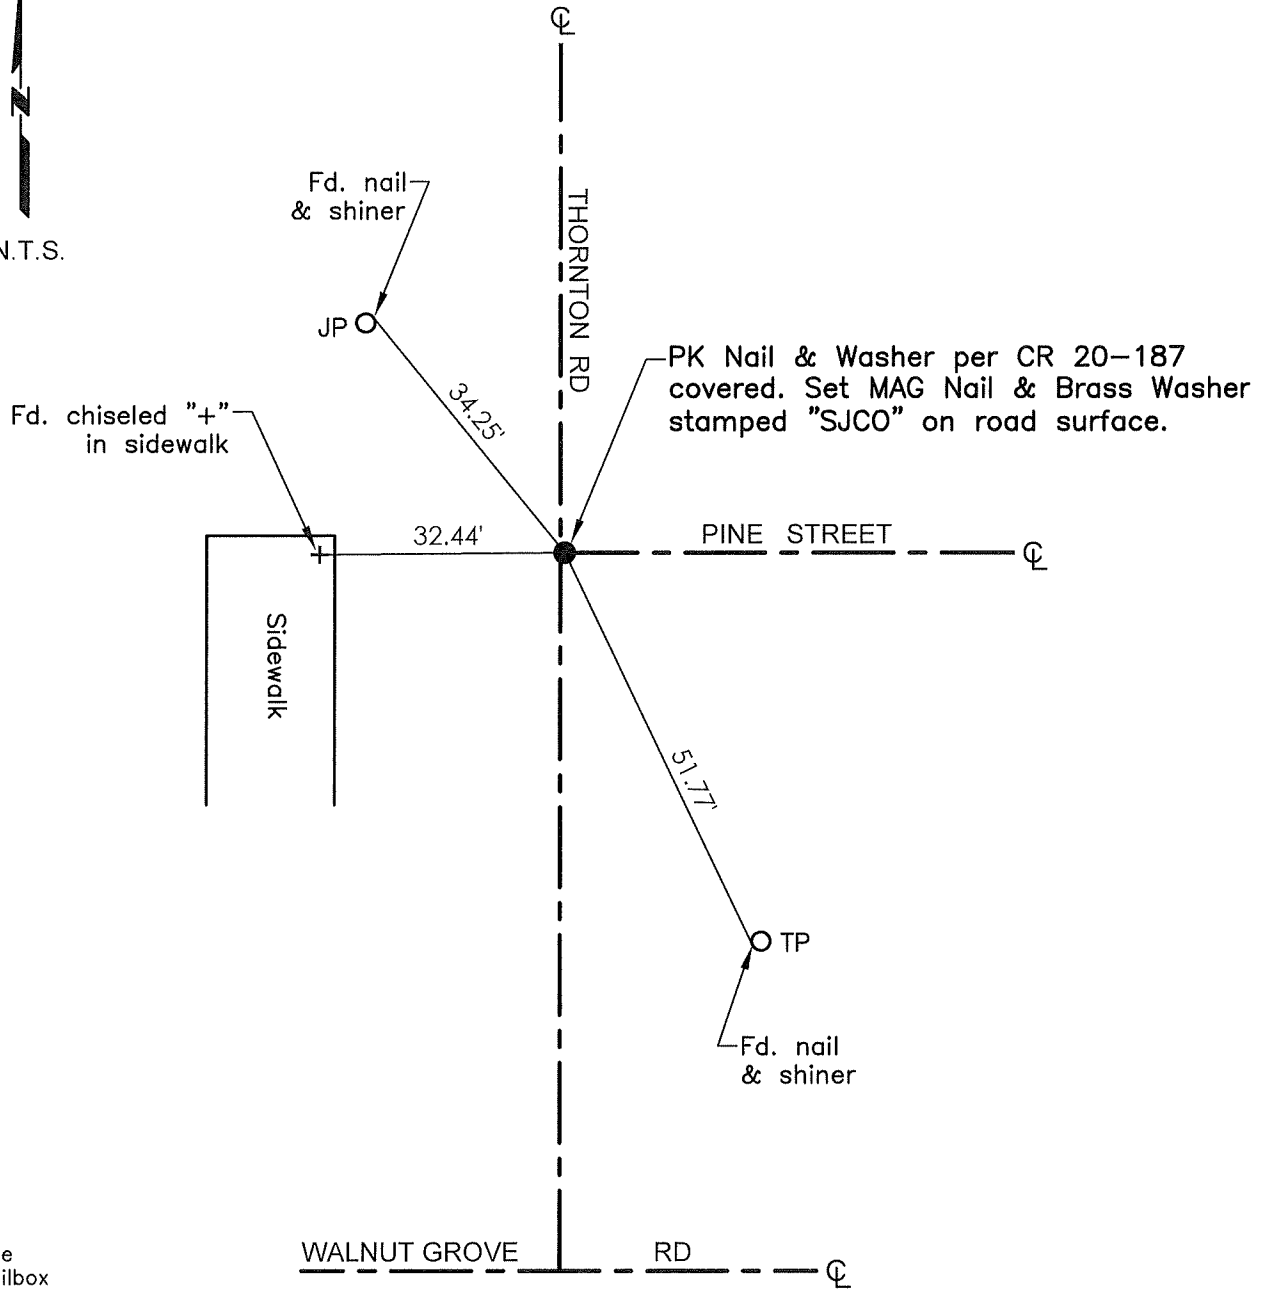 ℄
N
N.T.S.
Fd. nail
& shiner
JP
THORNTON RD
34.25'
PK Nail & Washer per CR 20-187
covered. Set MAG Nail & Brass Washer
stamped "SJCO" on road surface.
Fd. chiseled "+"
in sidewalk
32.44'
PINE STREET
℄
Sidewalk
51.77'
TP
Fd. nail
& shiner
WALNUT GROVE RD
℄
e
ilbox